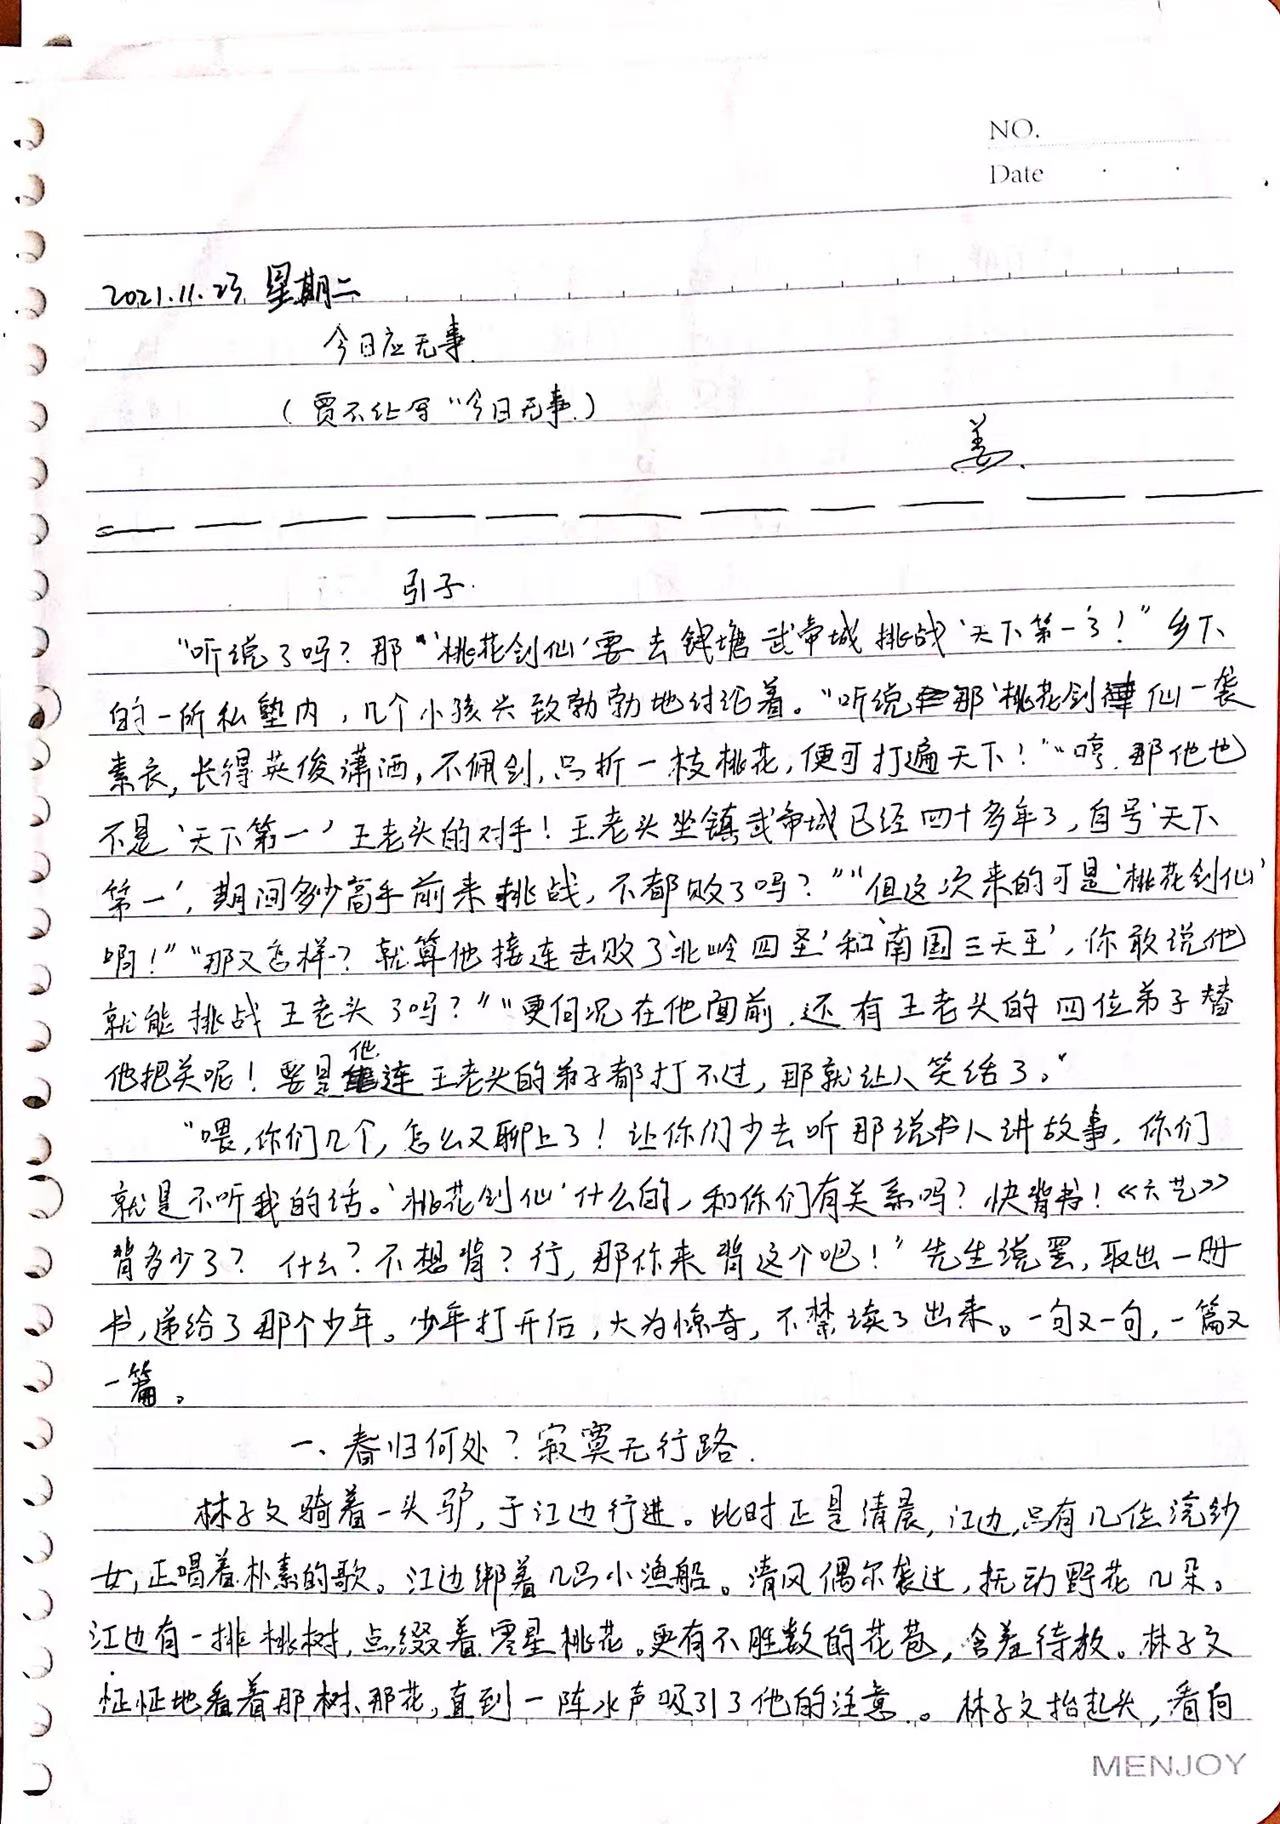 NO.
Date
2021.11.23 星期二
今日应无事.
(贾不让写"今日无事.)
姜.
引子.
"听说了吗?那'桃花剑仙'要去钱塘武帝城挑战'天下第一'了!"乡下
的一所私塾内,几个小孩兴致勃勃地讨论着。"听说那'桃花剑仙一袭
素衣,长得英俊潇洒,不佩剑,只折一枝桃花,便可打遍天下!""哼,那他也
不是'天下第一'王老头的对手!王老头坐镇武帝城已经四十多年了,自号'天下
第一',期间多少高手前来挑战,不都败了吗?""但这次来的可是'桃花剑仙'
啊!""那又怎样?就算他接连击败了'北岭四圣'和'南国三天王',你敢说他
就能挑战王老头了吗?""更何况在他面前,还有王老头的四位弟子替
他把关呢!要是他连王老头的弟子都打不过,那就让人笑话了。"
"喂,你们几个,怎么又聊上了!让你们少去听那说书人讲故事,你们
就是不听我的话。'桃花剑仙'什么的,和你们有关系吗?快背书!《六艺》
背多少了?什么?不想背?行,那你来背这个吧!"先生说罢,取出一册
书,递给了那个少年。少年打开后,大为惊奇,不禁读了出来。一句又一句,一篇又
一篇。
一、春归何处?寂寞无行路.
林子文骑着一头驴,于江边行进。此时正是清晨,江边,只有几位浣纱
女,正唱着朴素的歌。江边绑着几只小渔船。清风偶尔袭过,抚动野花几朵。
江边有一排桃树,点缀着零星桃花。更有不胜数的花苞,含羞待放。林子文
怔怔地看着那树、那花,直到一阵水声吸引了他的注意。林子文抬起头,看向
MENJOY